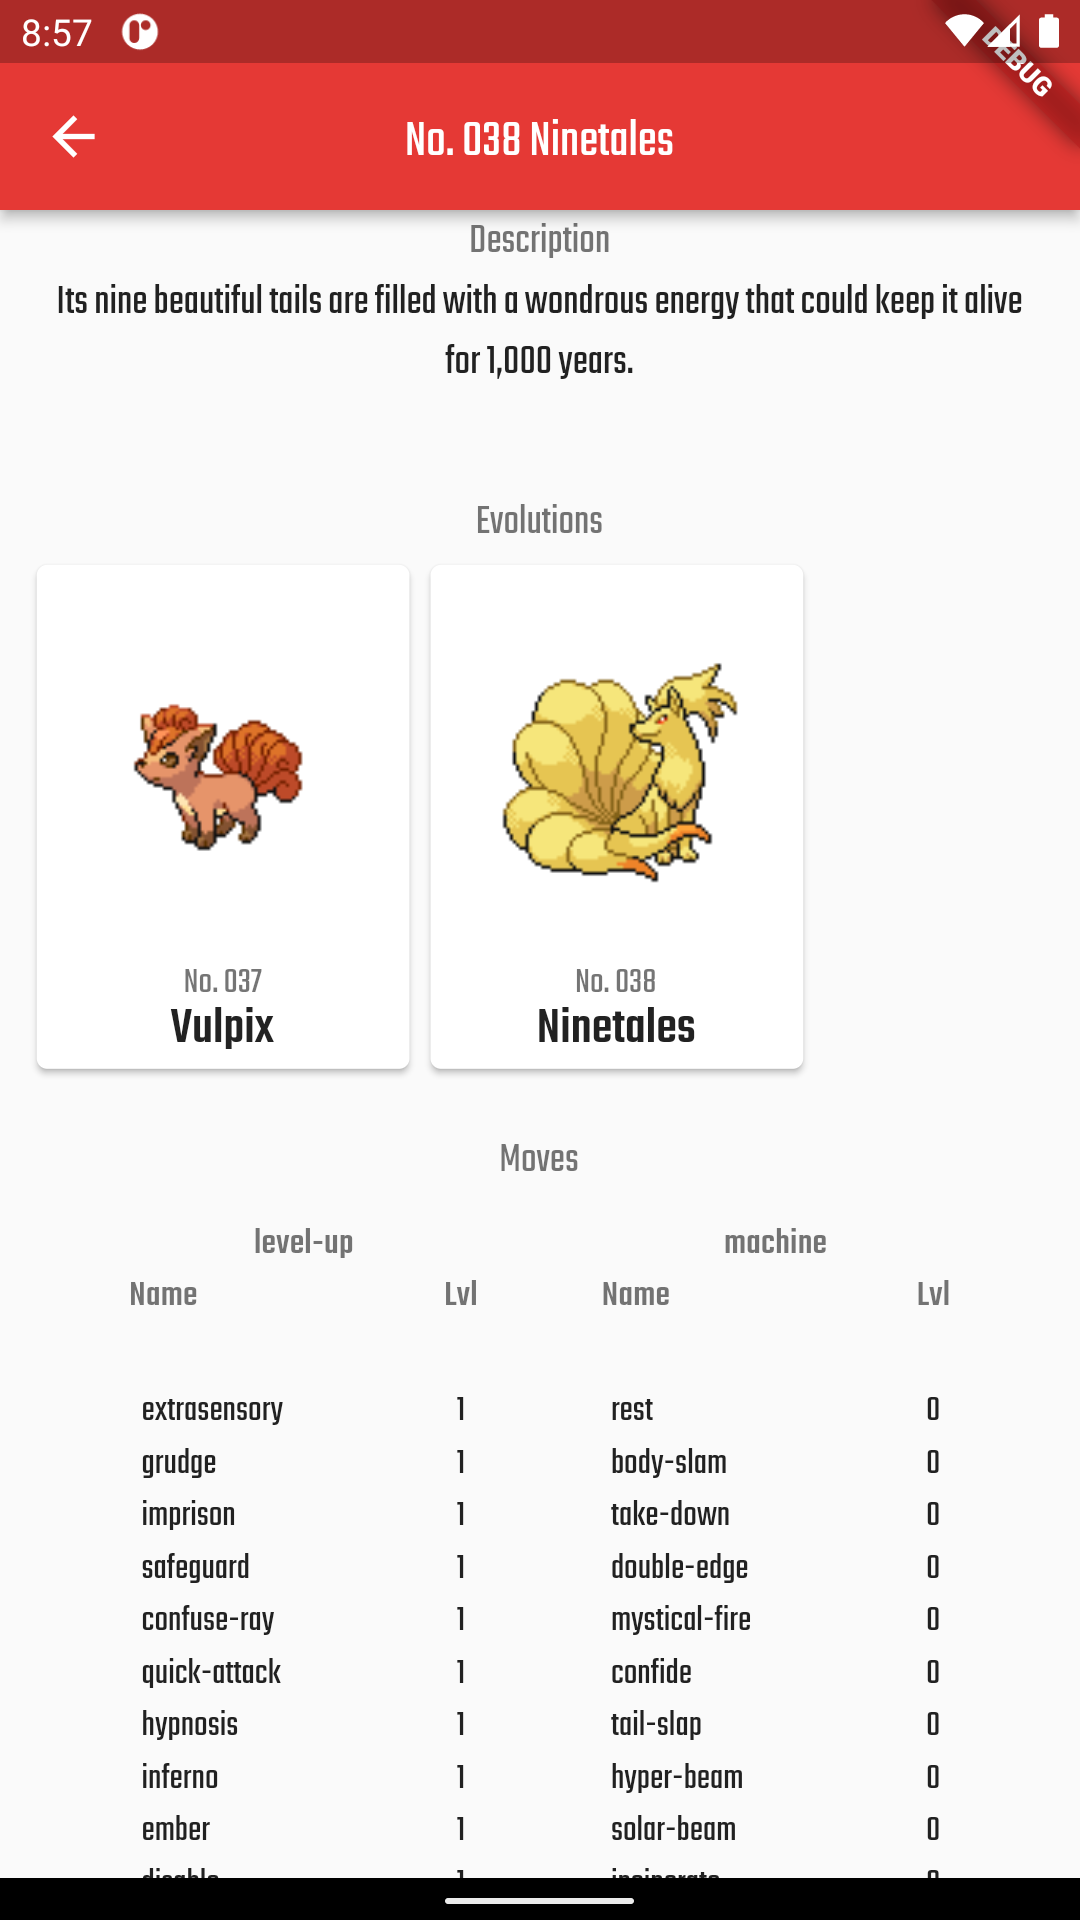 8:57
DEBUG
No. 038 Ninetales
Description
Its nine beautiful tails are filled with a wondrous energy that could keep it alive
for 1,000 years.
Evolutions
No. 037 No. 038
Vulpix Ninetales
Moves
level-up machine
Name Lvl Name Lvl
extrasensory 1 rest 0
grudge 1 body-slam 0
imprison 1 take-down 0
safeguard 1 double-edge 0
confuse-ray 1 mystical-fire 0
quick-attack 1 confide 0
hypnosis 1 tail-slap 0
inferno 1 hyper-beam 0
ember 1 solar-beam 0